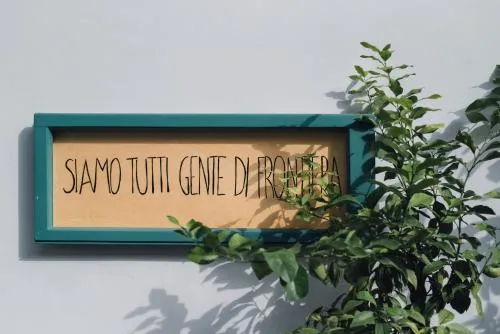 SIAMO TUTTI GENTE DI FRONTIERA